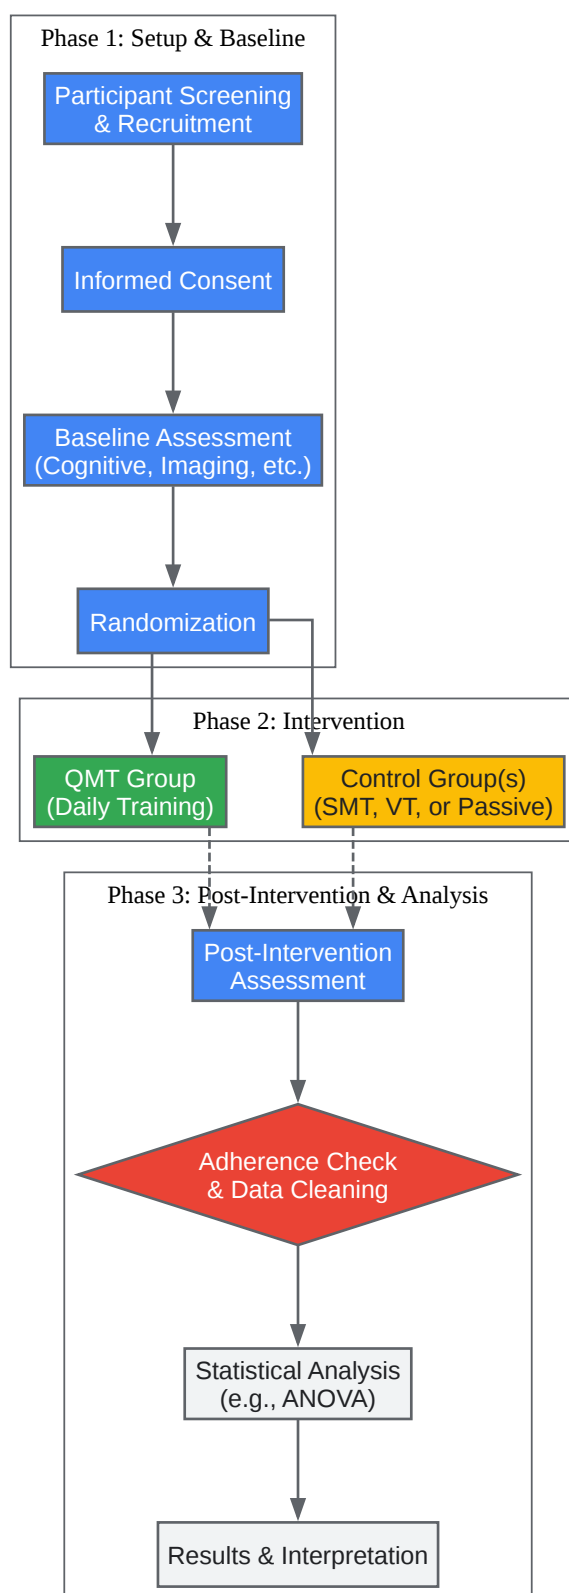 Phase 1: Setup & Baseline
Participant Screening
& Recruitment
Informed Consent
Baseline Assessment
(Cognitive, Imaging, etc.)
Randomization
Phase 2: Intervention
QMT Group
(Daily Training)
Control Group(s)
(SMT, VT, or Passive)
Phase 3: Post-Intervention & Analysis
Post-Intervention
Assessment
Adherence Check
& Data Cleaning
Statistical Analysis
(e.g., ANOVA)
Results & Interpretation